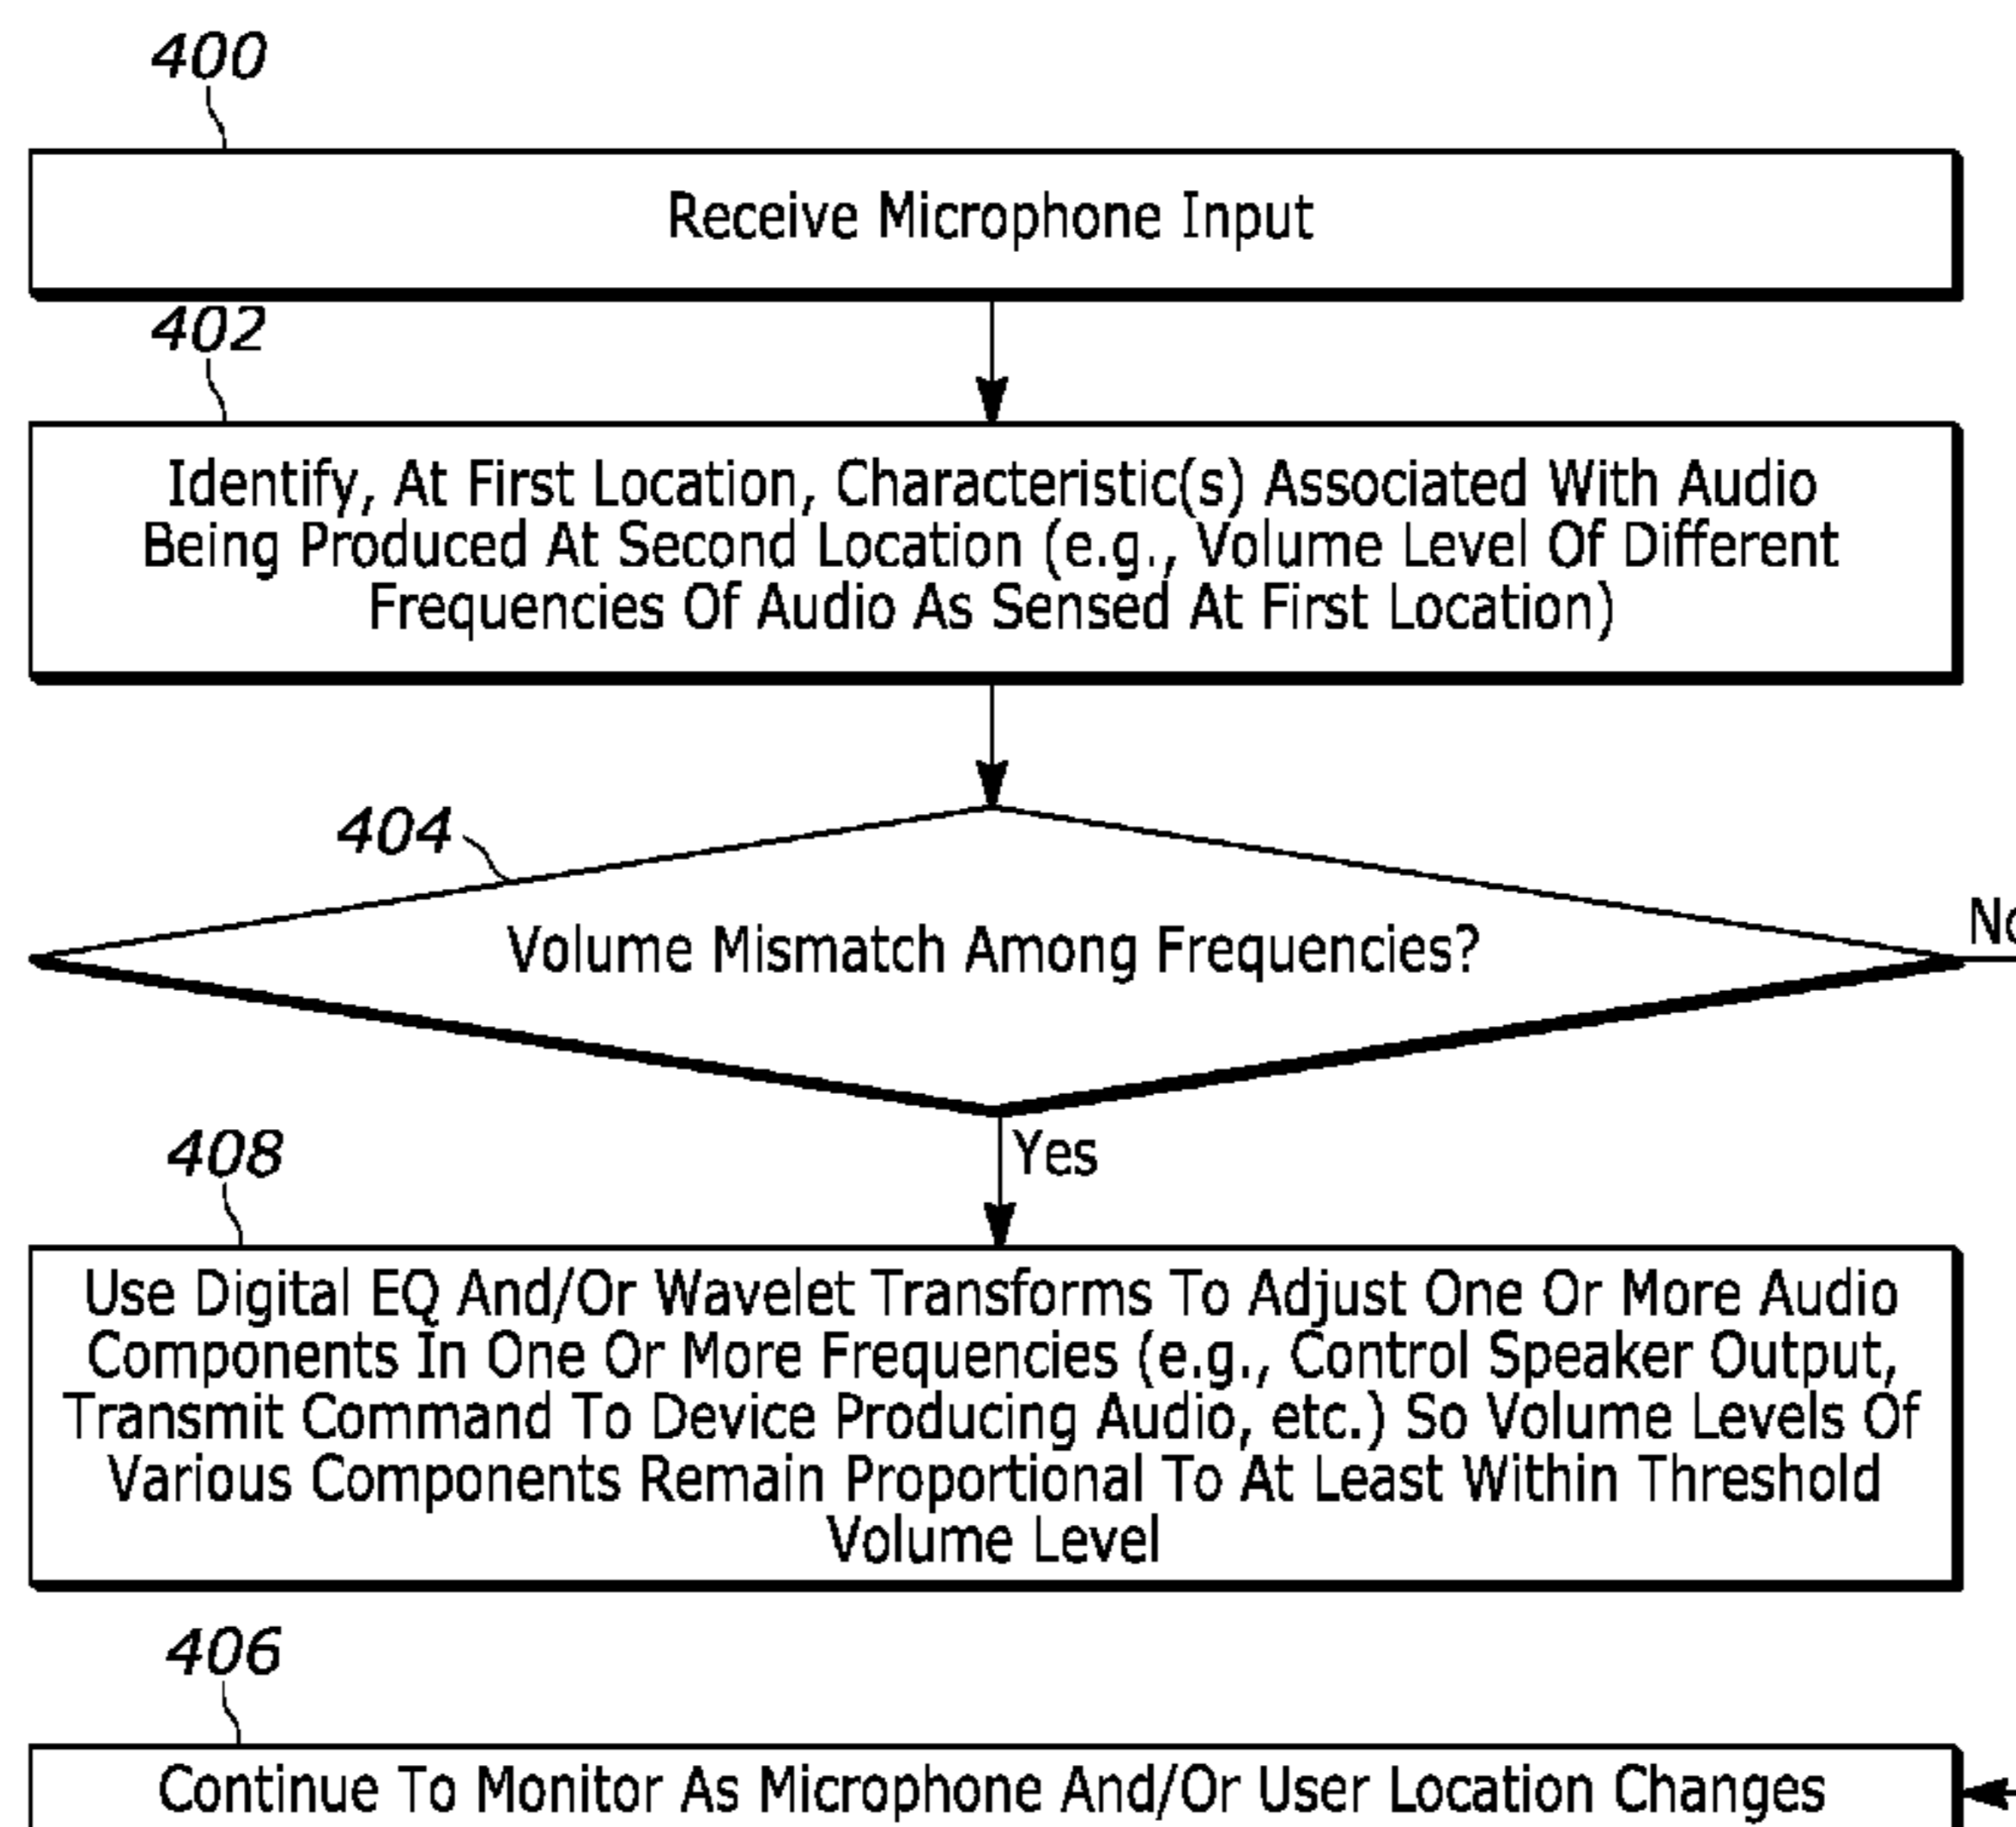 400
Receive Microphone Input
402
Identify, At First Location, Characteristic(s) Associated With Audio
Being Produced At Second Location (e.g., Volume Level Of Different
Frequencies Of Audio As Sensed At First Location)
404
Volume Mismatch Among Frequencies?
No
Yes
408
Use Digital EQ And/Or Wavelet Transforms To Adjust One Or More Audio
Components In One Or More Frequencies (e.g., Control Speaker Output,
Transmit Command To Device Producing Audio, etc.) So Volume Levels Of
Various Components Remain Proportional To At Least Within Threshold
Volume Level
406
Continue To Monitor As Microphone And/Or User Location Changes